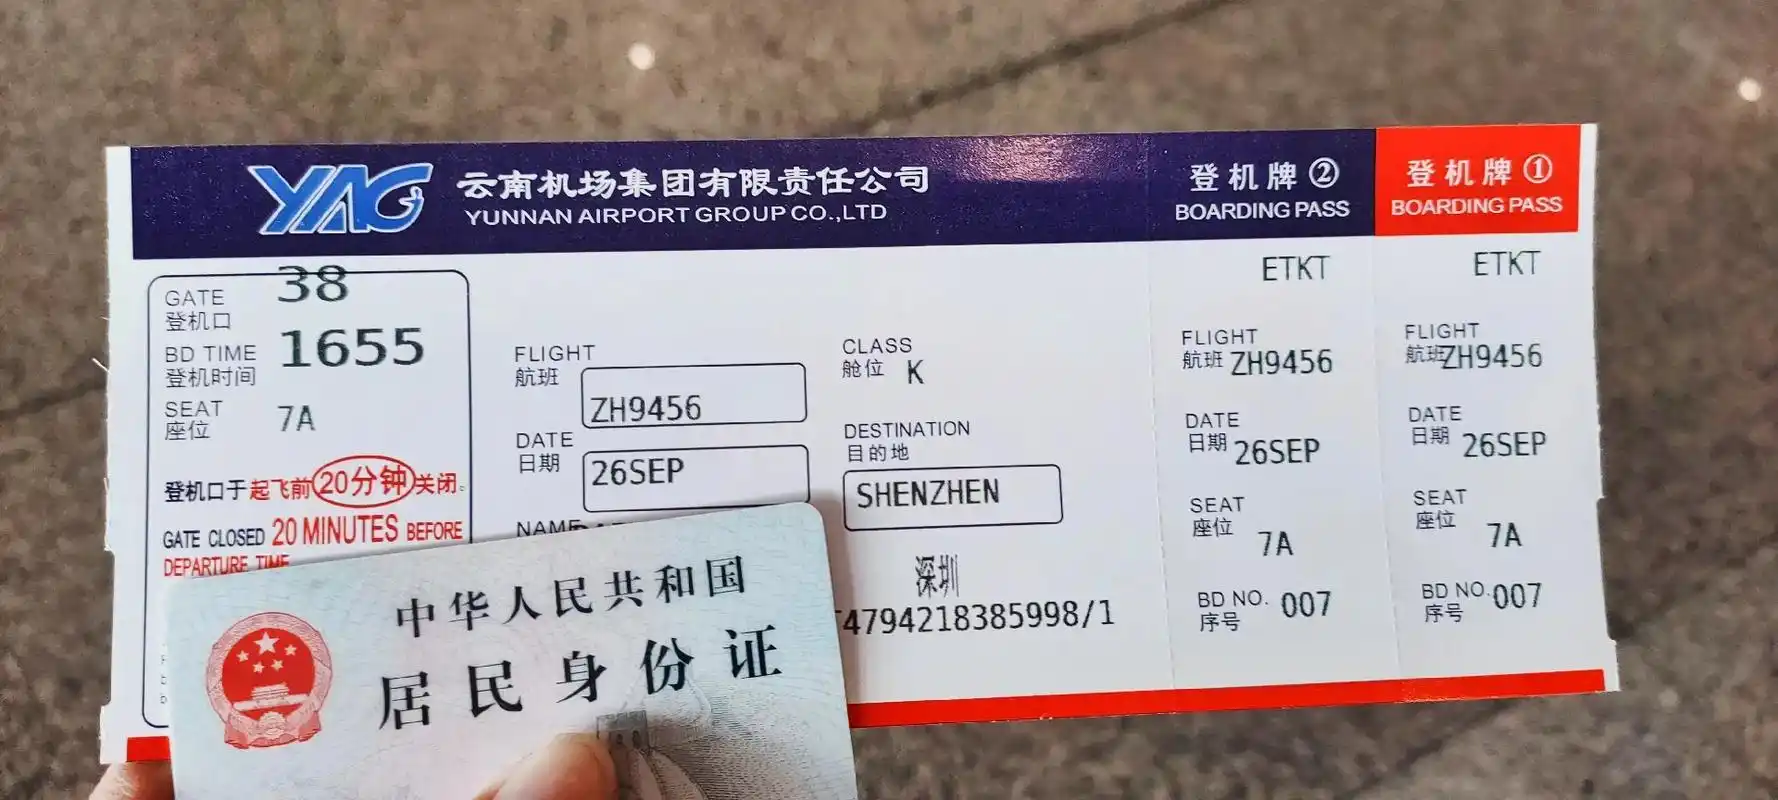 YAG 云南机场集团有限责任公司
YUNNAN AIRPORT GROUP CO.,LTD
登机牌②
BOARDING PASS
登机牌①
BOARDING PASS
GATE 38
登机口
BD TIME 1655
登机时间
SEAT 7A
座位
登机口于起飞前20分钟关闭。
GATE CLOSED 20 MINUTES BEFORE
DEPARTURE TIME
FLIGHT
航班 ZH9456
DATE
日期 26SEP
NAME
CLASS
舱位 K
DESTINATION
目的地
SHENZHEN
深圳
4794218385998/1
ETKT
FLIGHT
航班 ZH9456
DATE
日期 26SEP
SEAT
座位 7A
BD NO. 007
序号
ETKT
FLIGHT
航班 ZH9456
DATE
日期 26SEP
SEAT
座位 7A
BD NO. 007
序号
中华人民共和国
居民身份证